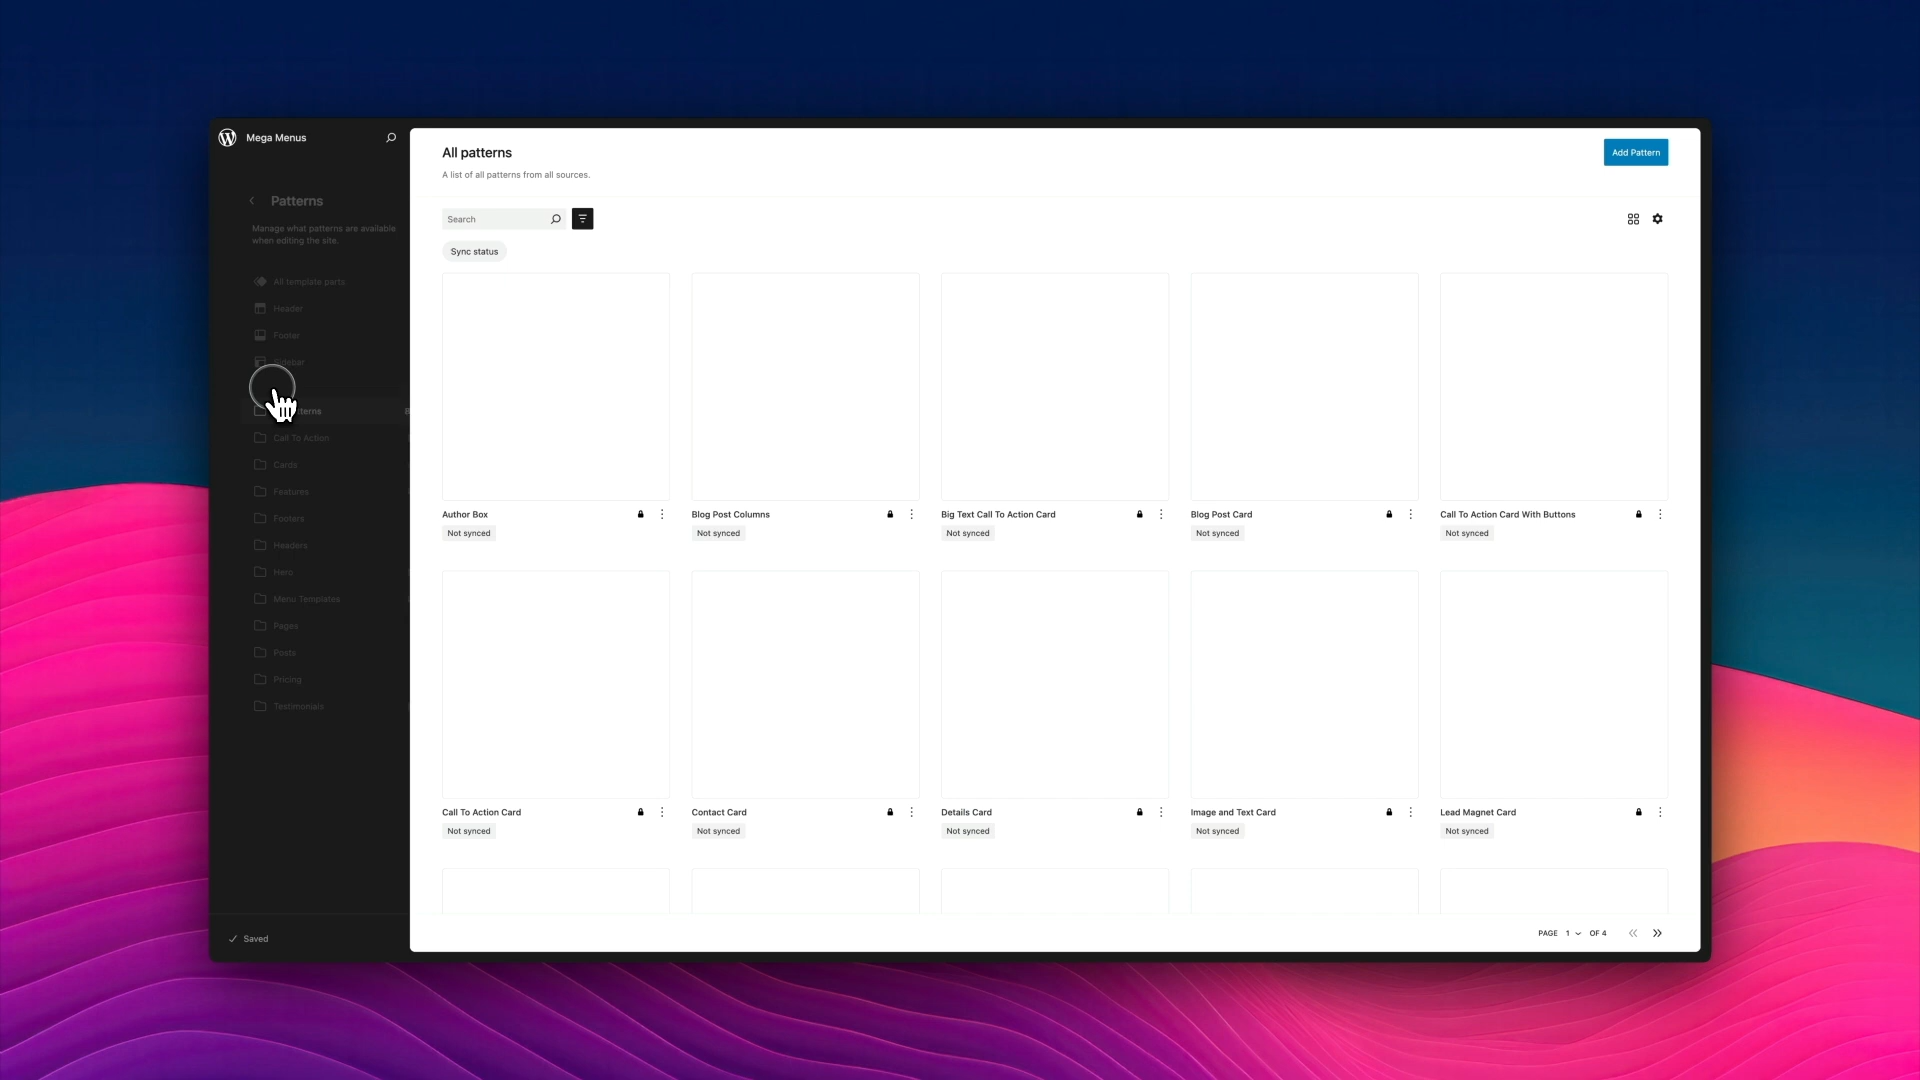 Mega Menus
Patterns
Manage what patterns are available
when editing the site.
All template parts
Header
Footer
Sidebar
Call To Action
Cards
Features
Footers
Headers
Hero
Menu Templates
Pages
Posts
Pricing
Testimonials
Saved
All patterns
Add Pattern
A list of all patterns from all sources.
Search
Sync status
Author Box
Blog Post Columns
Big Text Call To Action Card
Blog Post Card
Call To Action Card With Buttons
Not synced
Not synced
Not synced
Not synced
Not synced
Call To Action Card
Contact Card
Details Card
Image and Text Card
Lead Magnet Card
Not synced
Not synced
Not synced
Not synced
Not synced
PAGE 1 OF 4